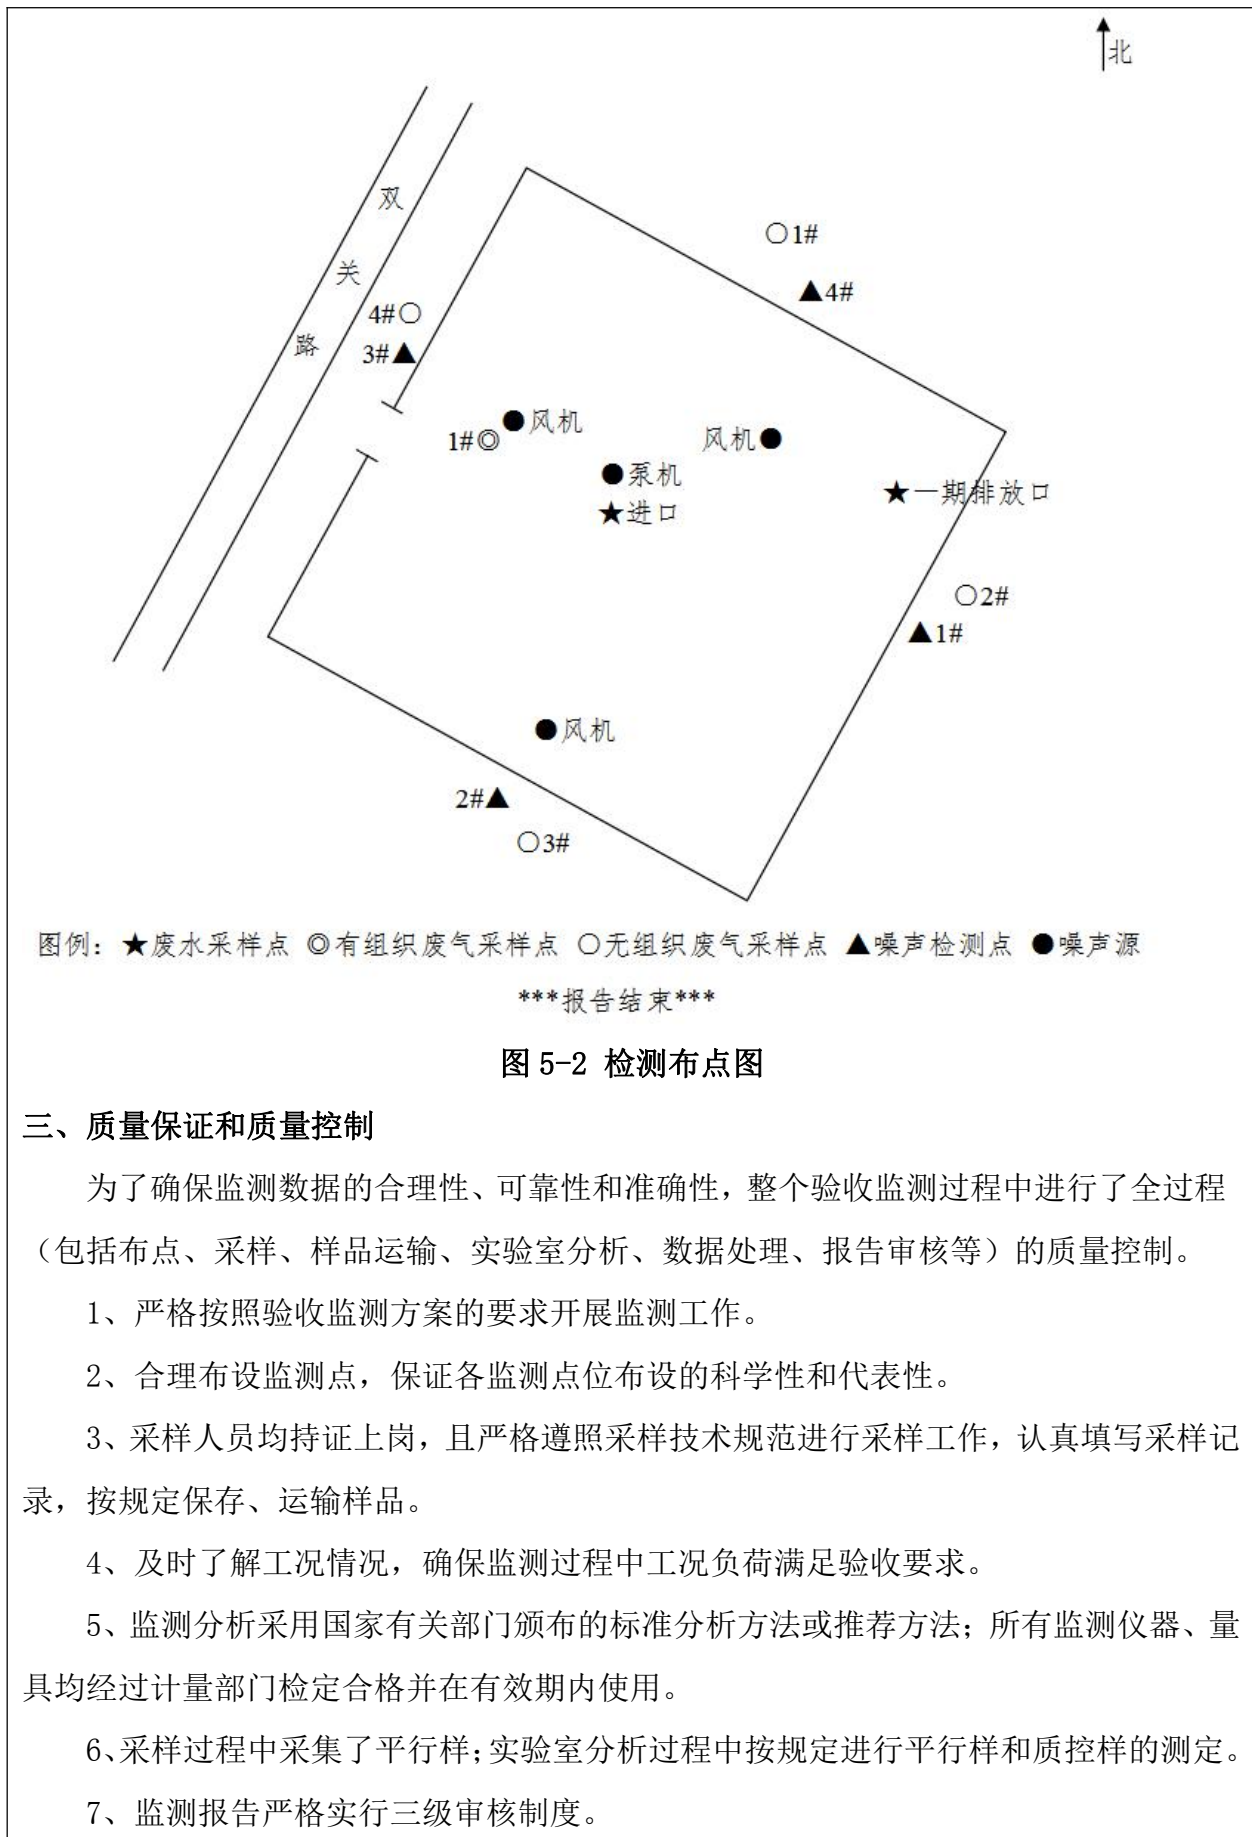 北
双
关
路
○1#
▲4#
4#○
3#▲
●风机
风机●
1#◎
●泵机
★一期排放口
★进口
○2#
▲1#
●风机
2#▲
○3#
图例：★废水采样点 ◎有组织废气采样点 ○无组织废气采样点 ▲噪声检测点 ●噪声源
***报告结束***
图 5-2 检测布点图
三、质量保证和质量控制
为了确保监测数据的合理性、可靠性和准确性，整个验收监测过程中进行了全过程
（包括布点、采样、样品运输、实验室分析、数据处理、报告审核等）的质量控制。
1、严格按照验收监测方案的要求开展监测工作。
2、合理布设监测点，保证各监测点位布设的科学性和代表性。
3、采样人员均持证上岗，且严格遵照采样技术规范进行采样工作，认真填写采样记
录，按规定保存、运输样品。
4、及时了解工况情况，确保监测过程中工况负荷满足验收要求。
5、监测分析采用国家有关部门颁布的标准分析方法或推荐方法；所有监测仪器、量
具均经过计量部门检定合格并在有效期内使用。
6、采样过程中采集了平行样；实验室分析过程中按规定进行平行样和质控样的测定。
7、监测报告严格实行三级审核制度。